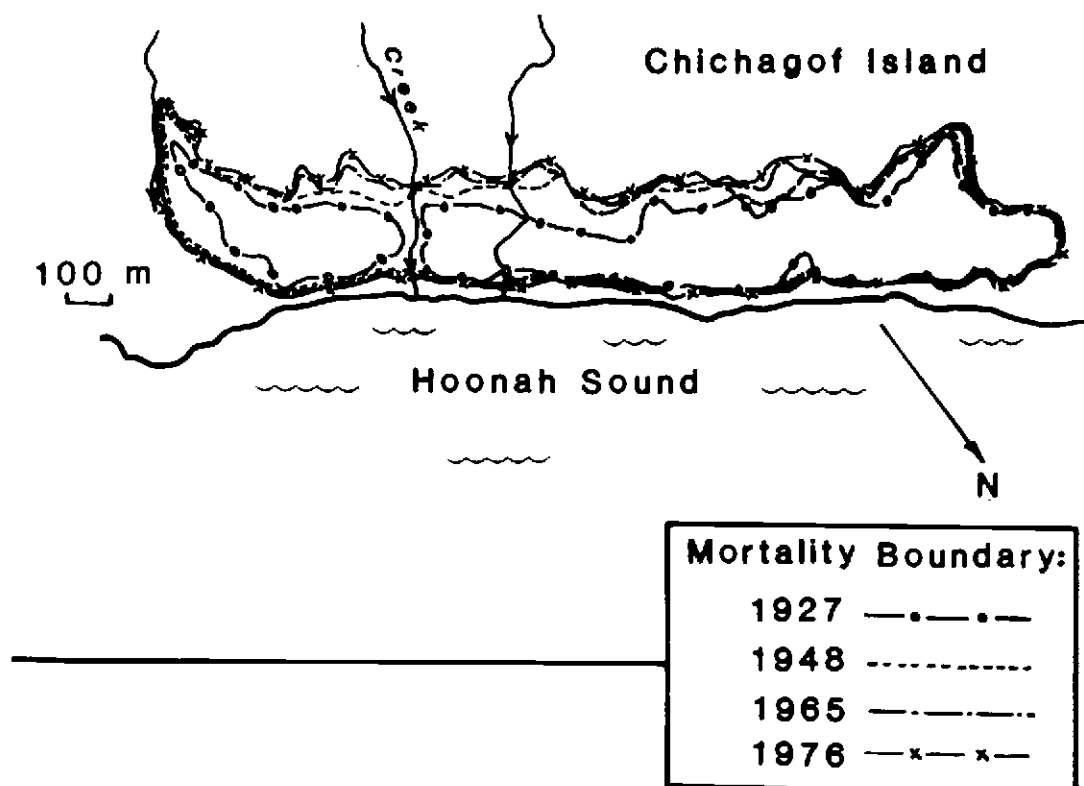 Chichagof Island
Creek
100 m
Hoonah Sound
N
Mortality Boundary:
1927
1948
1965
1976